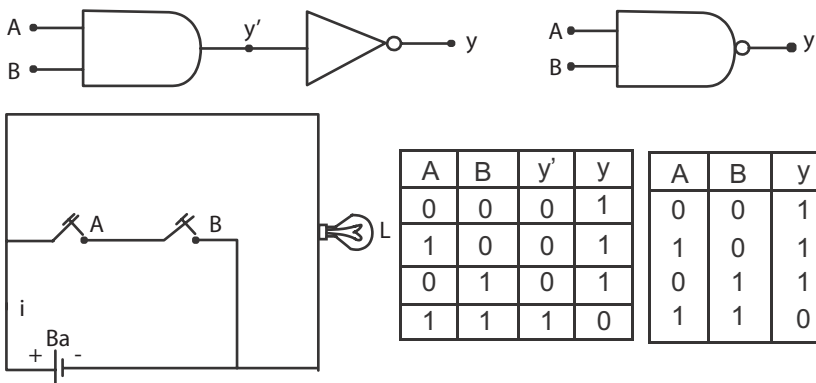 A
B
y'
y
A
B
y
A B
L
i
Ba
+ -
A B y' y
0 0 0 1
1 0 0 1
0 1 0 1
1 1 1 0
A B y
0 0 1
1 0 1
0 1 1
1 1 0